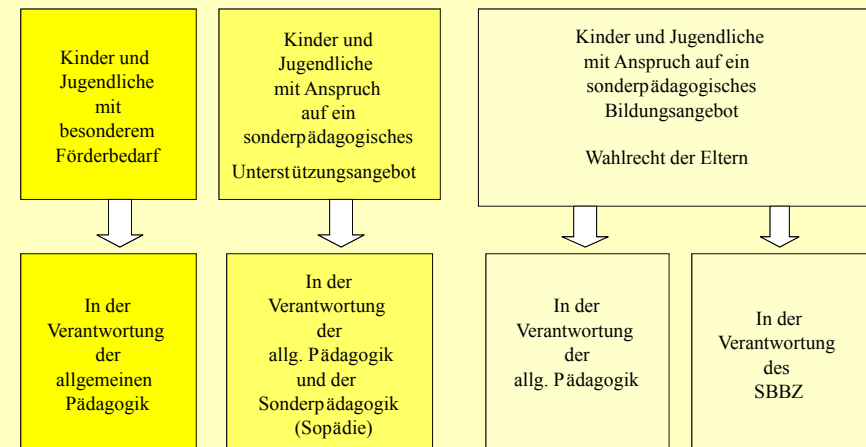 Kinder und
Jugendliche
mit
besonderem
Förderbedarf
Kinder und
Jugendliche
mit Anspruch
auf ein
sonderpädagogisches
Unterstützungsangebot
Kinder und Jugendliche
mit Anspruch auf ein
sonderpädagogisches
Bildungsangebot
Wahlrecht der Eltern
In der
Verantwortung
der
allgemeinen
Pädagogik
In der
Verantwortung
der
allg. Pädagogik
und der
Sonderpädagogik
(Sopädie)
In der
Verantwortung
der
allg. Pädagogik
In der
Verantwortung
des
SBBZ